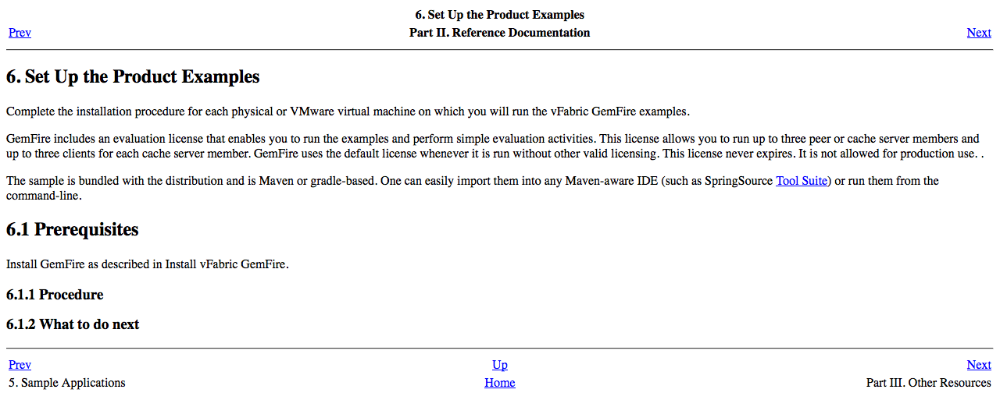 6. Set Up the Product Examples
Prev Part II. Reference Documentation Next
6. Set Up the Product Examples
Complete the installation procedure for each physical or VMware virtual machine on which you will run the vFabric GemFire examples.
GemFire includes an evaluation license that enables you to run the examples and perform simple evaluation activities. This license allows you to run up to three peer or cache server members and
up to three clients for each cache server member. GemFire uses the default license whenever it is run without other valid licensing. This license never expires. It is not allowed for production use. .
The sample is bundled with the distribution and is Maven or gradle-based. One can easily import them into any Maven-aware IDE (such as SpringSource Tool Suite) or run them from the
command-line.
6.1 Prerequisites
Install GemFire as described in Install vFabric GemFire.
6.1.1 Procedure
6.1.2 What to do next
Prev Up Next
5. Sample Applications Home Part III. Other Resources